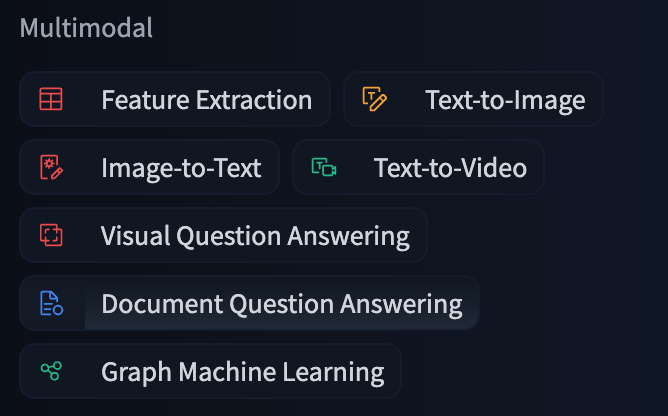 Multimodal
Feature Extraction
Text-to-Image
Image-to-Text
Text-to-Video
Visual Question Answering
Document Question Answering
Graph Machine Learning